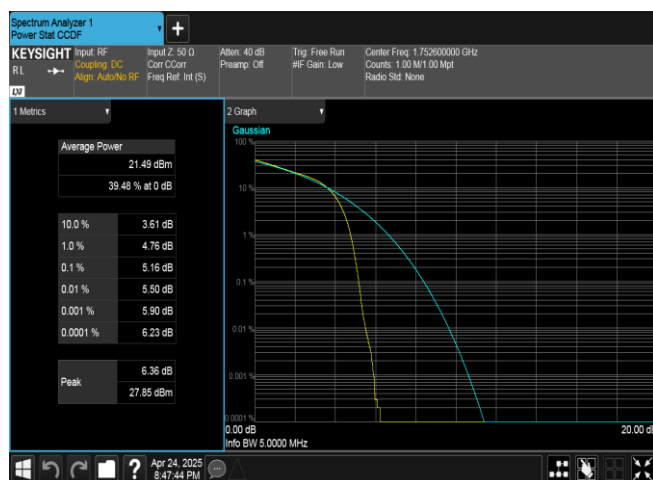 Spectrum Analyzer 1
Power Stat CCDF
+
KEYSIGHT
RL
LXI
Input: RF
Coupling: DC
Align: Auto/No RF
Input Z: 50 Ω
Corr CCorr
Freq Ref: Int (S)
Atten: 40 dB
Preamp: Off
Trig: Free Run
#IF Gain: Low
Center Freq: 1.752600000 GHz
Counts: 1.00 M/1.00 Mpt
Radio Std: None
1 Metrics
Average Power
21.49 dBm
39.48 % at 0 dB
10.0 % 3.61 dB
1.0 % 4.76 dB
0.1 % 5.16 dB
0.01 % 5.50 dB
0.001 % 5.90 dB
0.0001 % 6.23 dB
Peak
6.36 dB
27.85 dBm
2 Graph
Gaussian
100 %
10 %
1 %
0.1 %
0.01 %
0.001 %
0.0001 %
0.00 dB
20.00 dB
Info BW 5.0000 MHz
?
Apr 24, 2025
8:47:44 PM